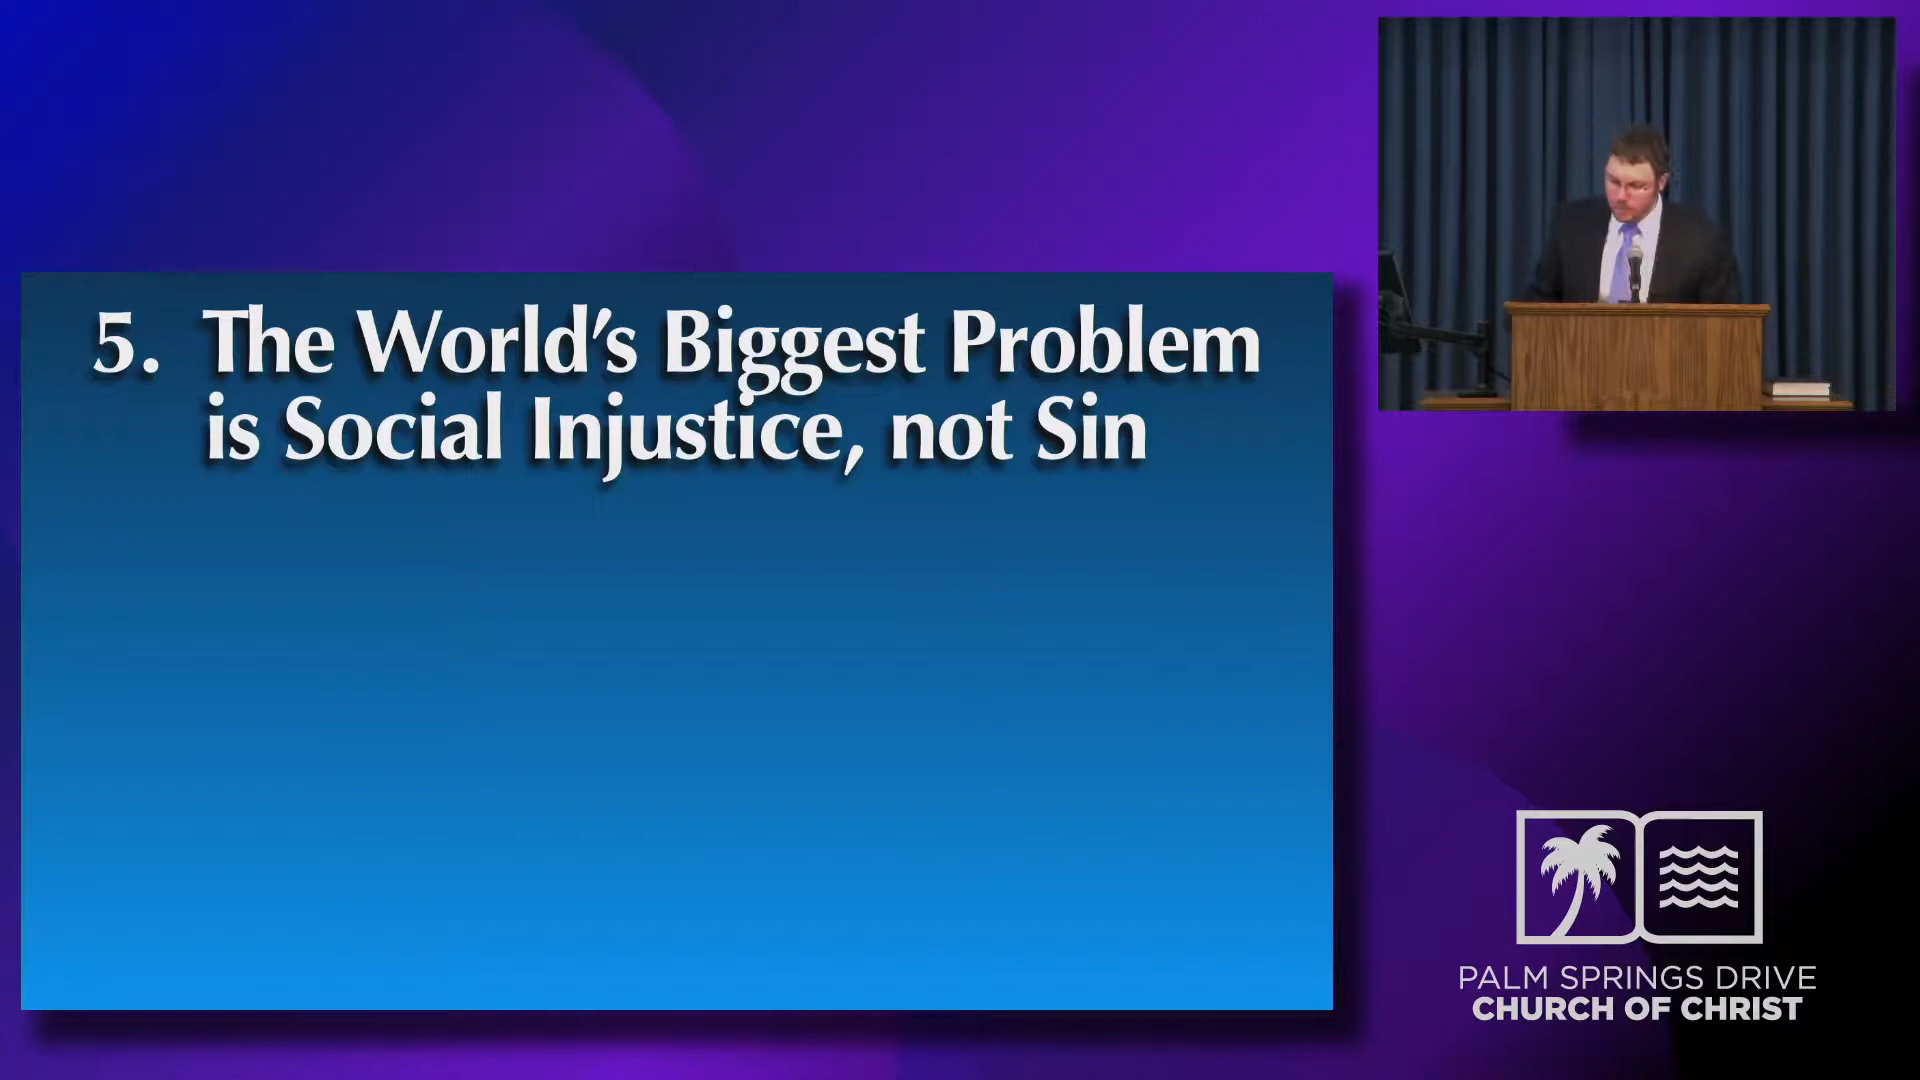 5. The World’s Biggest Problem
is Social Injustice, not Sin
PALM SPRINGS DRIVE
CHURCH OF CHRIST